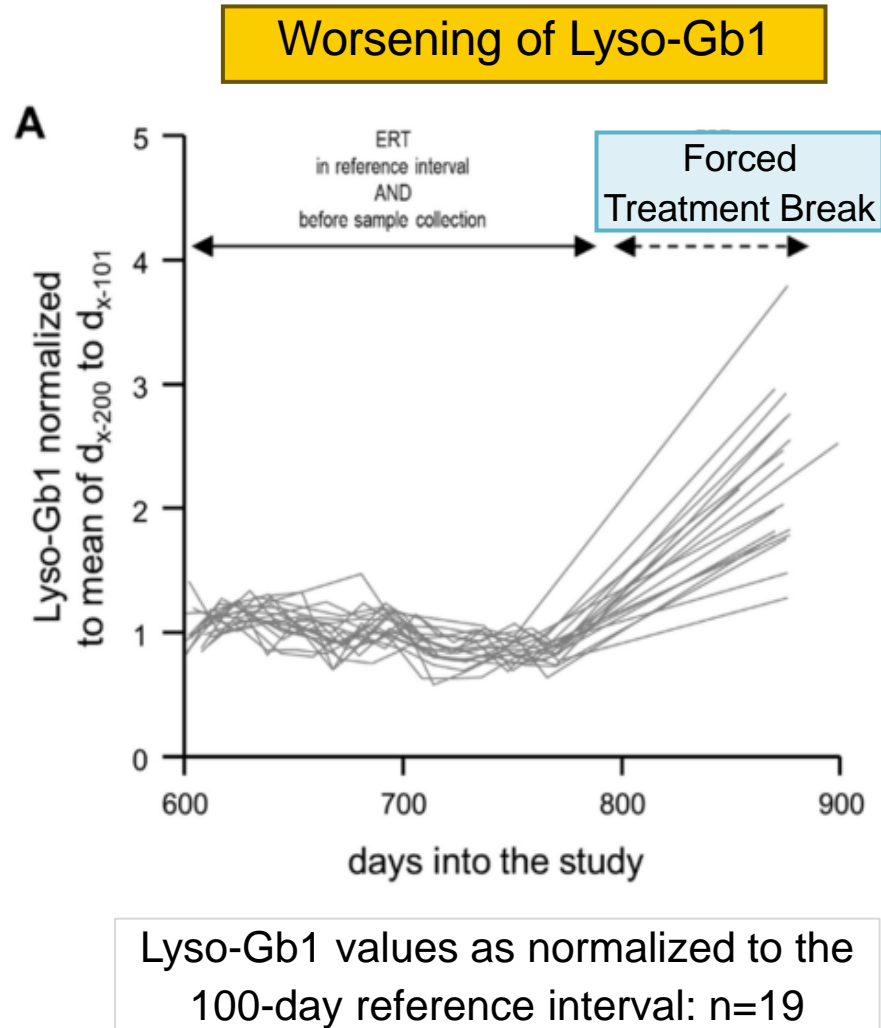 Worsening of Lyso-Gb1
A
ERT
in reference interval
AND
before sample collection
Forced
Treatment Break
Lyso-Gb1 normalized
to mean of dx-200 to dx-101
5
4
3
2
1
0
600
700
800
900
days into the study
Lyso-Gb1 values as normalized to the
100-day reference interval: n=19